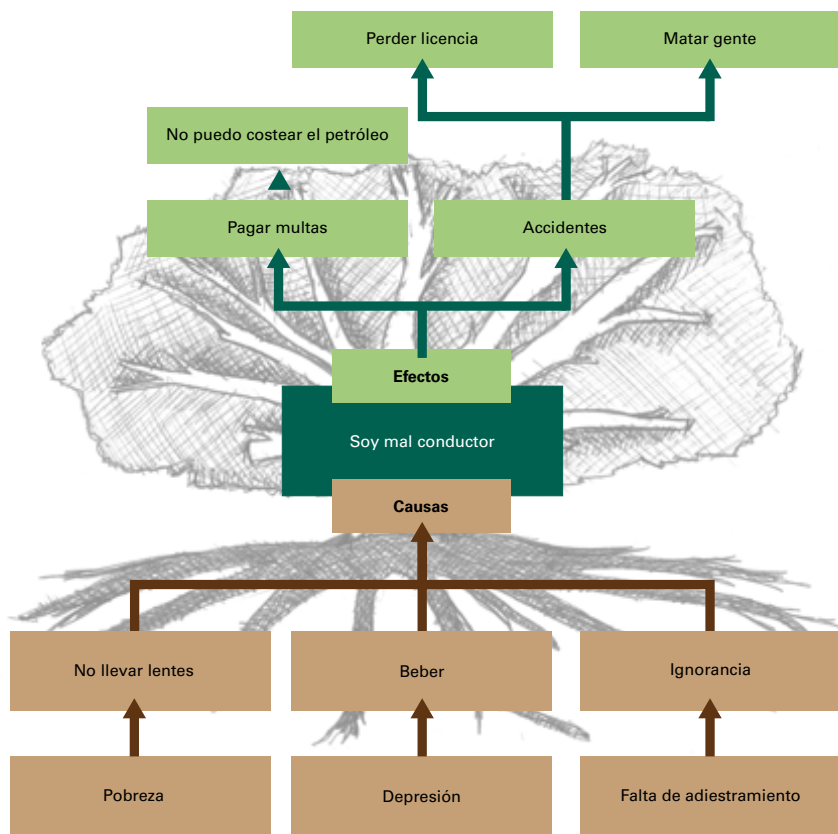 Perder licencia
Matar gente
No puedo costear el petróleo
Pagar multas
Accidentes
Efectos
Soy mal conductor
Causas
No llevar lentes
Beber
Ignorancia
Pobreza
Depresión
Falta de adiestramiento